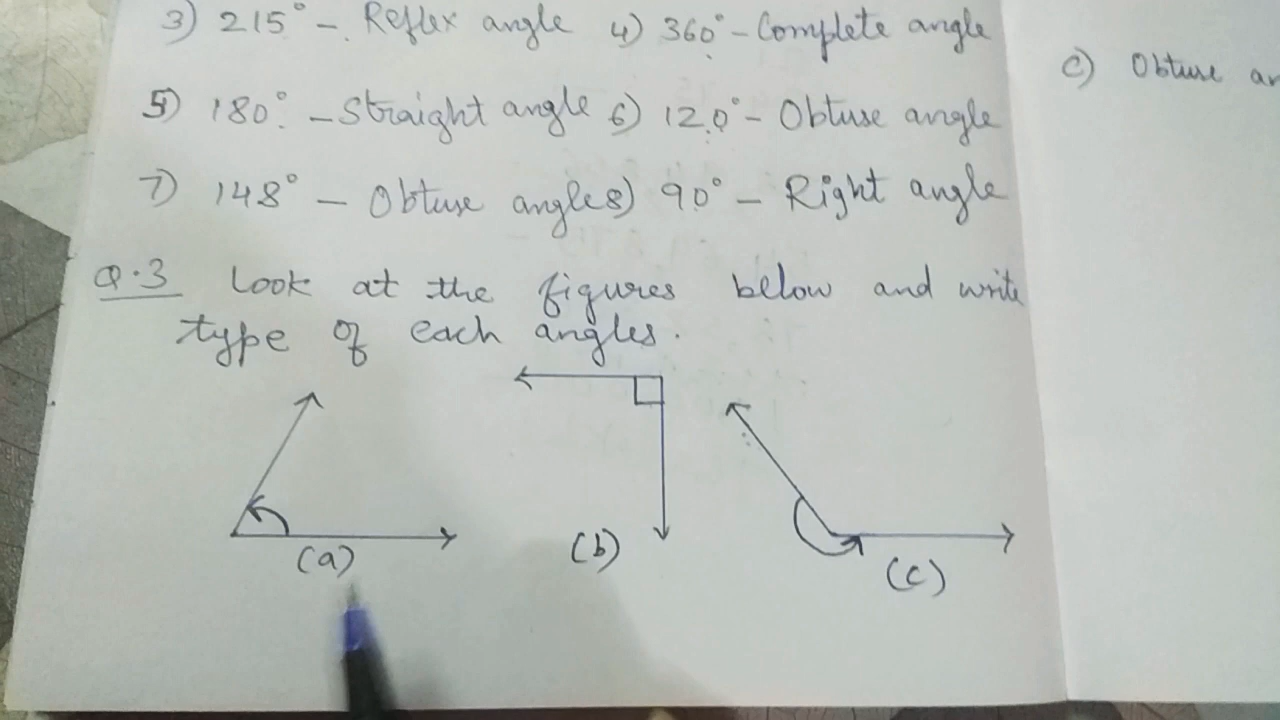 3) 215° - Reflex angle 4) 360° - Complete angle
5) 180° - Straight angle 6) 120° - Obtuse angle
7) 148° - Obtuse angle 8) 90° - Right angle
Q.3 Look at the figures below and write
type of each angles.
(a) (b) (c)
c) Obtuse